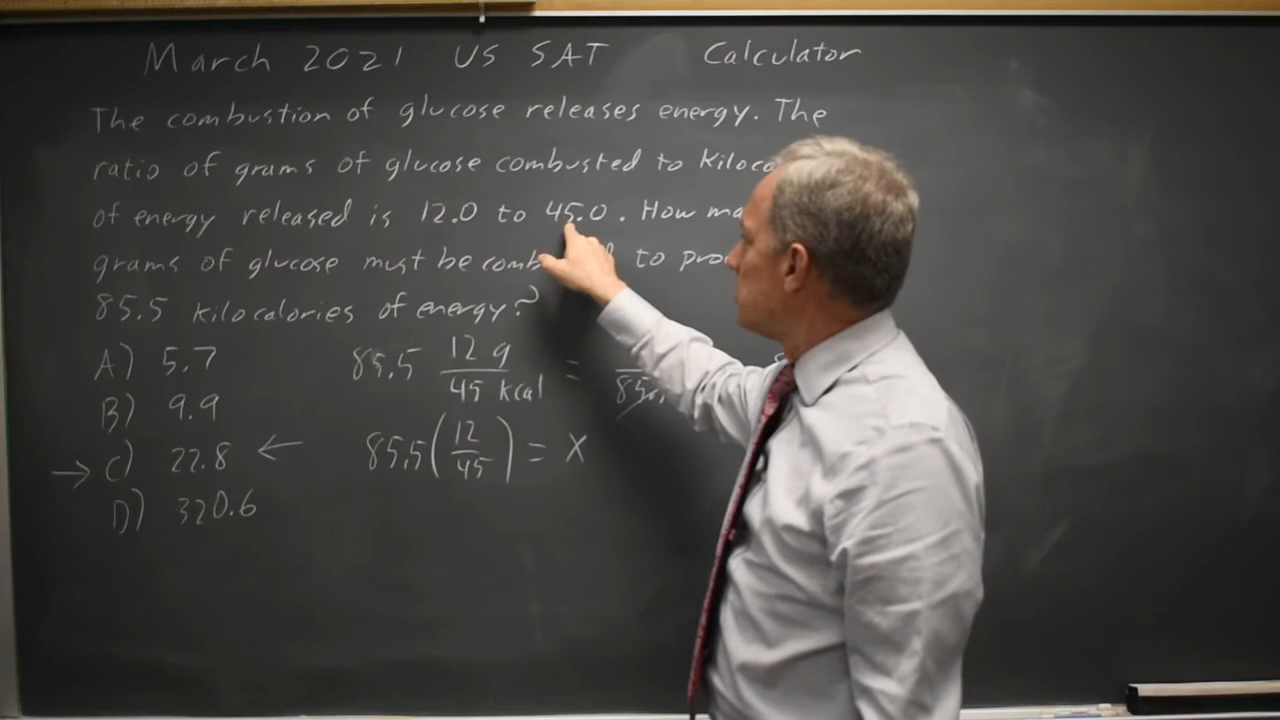 March 2021 US SAT Calculator
The combustion of glucose releases energy. The
ratio of grams of glucose combusted to
of energy released is 12.0 to 45.0. How
grams of glucose must be to
85.5 kilocalories of energy?
A) 5.7
B) 9.9
C) 22.8
D) 320.6
85.5 12 g / 45 kcal =
85.5 (12/45) = X